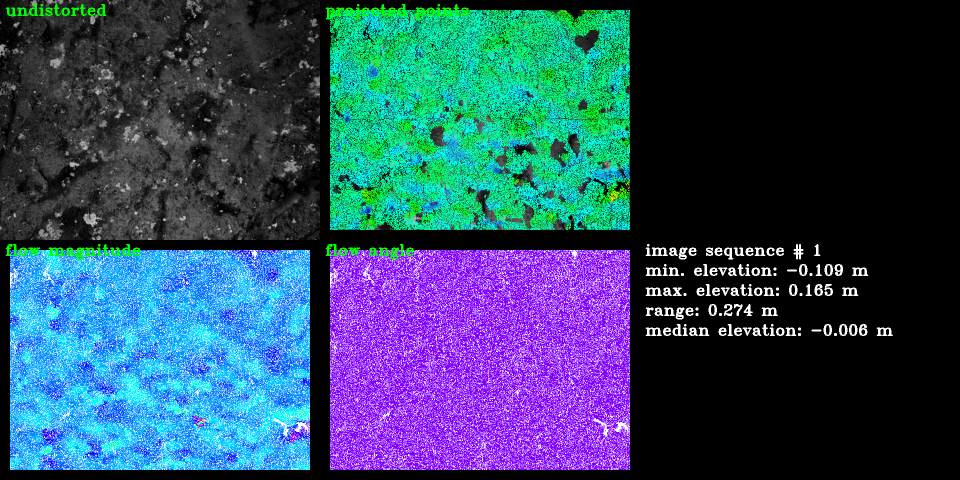 undistorted
projected points
flow magnitude
flow angle
image sequence # 1
min. elevation: −0.109 m
max. elevation: 0.165 m
range: 0.274 m
median elevation: −0.006 m